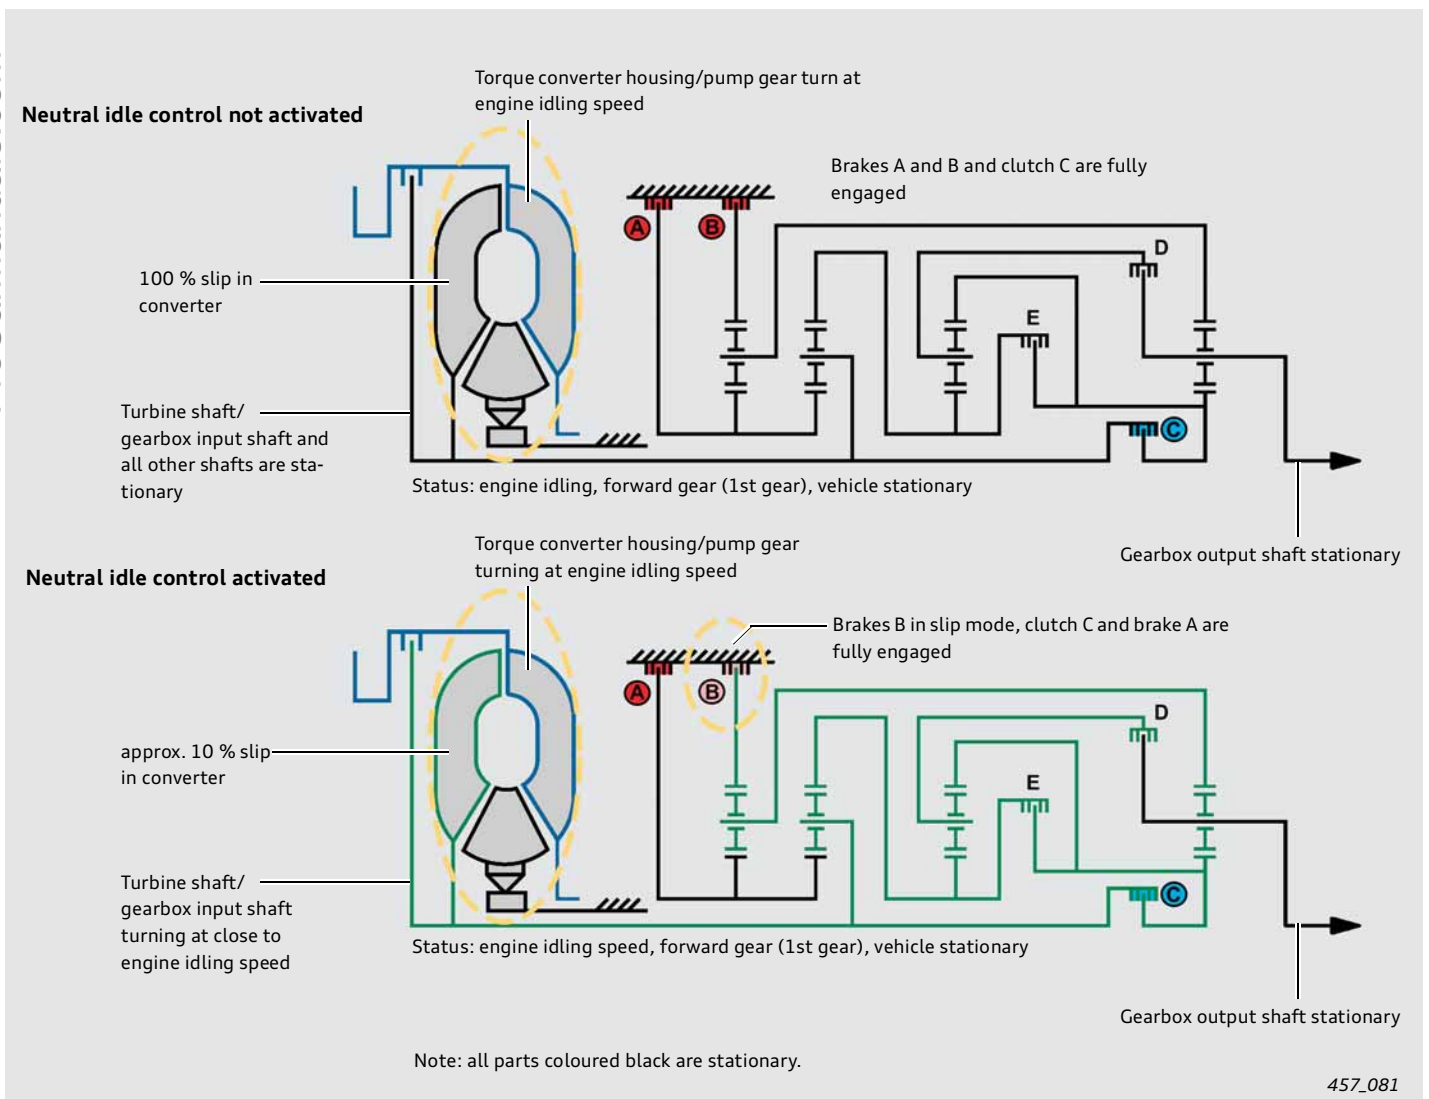 Torque converter housing/pump gear turn at
engine idling speed
Neutral idle control not activated
Brakes A and B and clutch C are fully
engaged
A
B
D
100 % slip in
converter
E
Turbine shaft/
gearbox input shaft and
all other shafts are sta-
tionary
C
Status: engine idling, forward gear (1st gear), vehicle stationary
Gearbox output shaft stationary
Torque converter housing/pump gear
turning at engine idling speed
Neutral idle control activated
Brakes B in slip mode, clutch C and brake A are
fully engaged
A
B
D
approx. 10 % slip
in converter
E
Turbine shaft/
gearbox input shaft
turning at close to
engine idling speed
C
Status: engine idling speed, forward gear (1st gear), vehicle stationary
Gearbox output shaft stationary
Note: all parts coloured black are stationary.
457_081